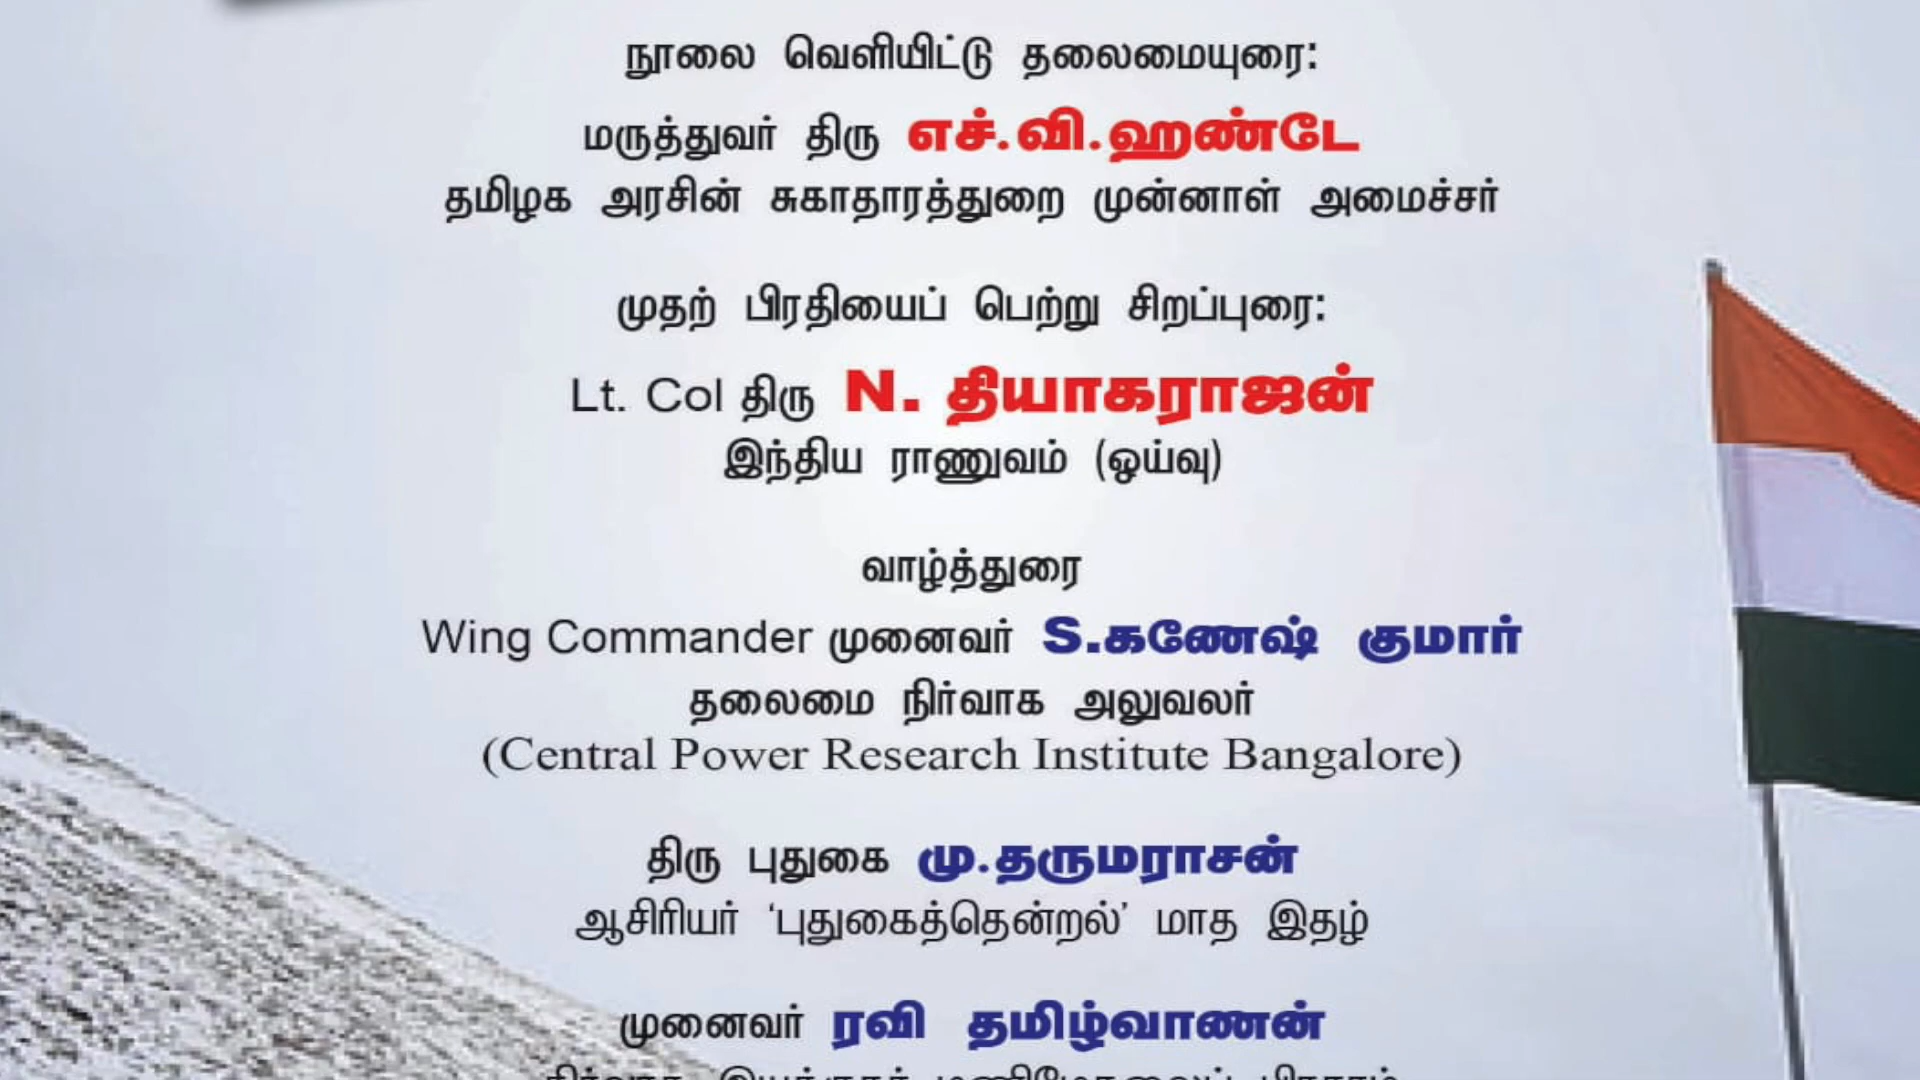 நூலை வெளியிட்டு தலைமையுரை:
மருத்துவர் திரு எச்.வி.ஹண்டே
தமிழக அரசின் சுகாதாரத்துறை முன்னாள் அமைச்சர்
முதற் பிரதியைப் பெற்று சிறப்புரை:
Lt. Col திரு N. தியாகராஜன்
இந்திய ராணுவம் (ஒய்வு)
வாழ்த்துரை
Wing Commander முனைவர் S.கணேஷ் குமார்
தலைமை நிர்வாக அலுவலர்
(Central Power Research Institute Bangalore)
திரு புதுகை மு.தருமராசன்
ஆசிரியர் ‘புதுகைத்தென்றல்’ மாத இதழ்
முனைவர் ரவி தமிழ்வாணன்